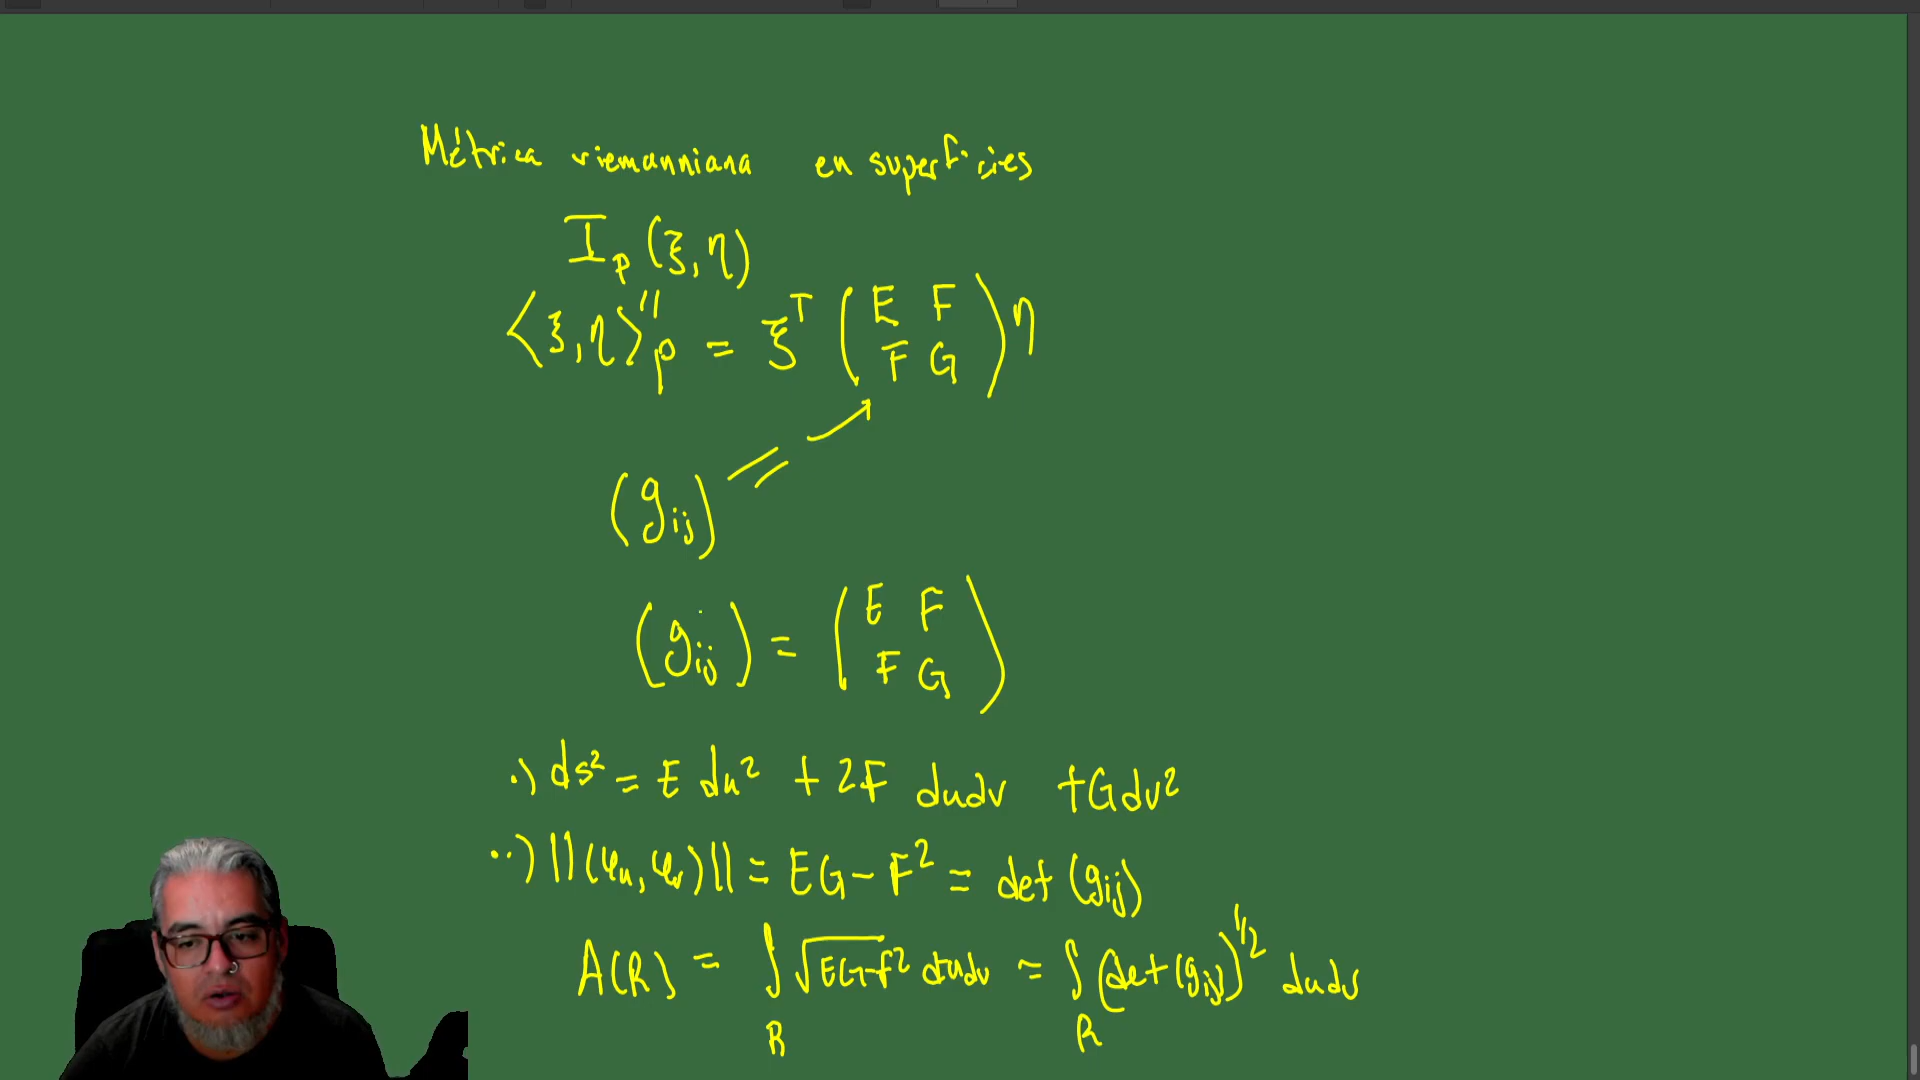 Métrica riemanniana en superficies
I_p (ξ, η)
⟨ξ, η⟩"_p = ξ^T ( E F ) η
( F G )
(g_ij) =
(g_ij) = ( E F )
( F G )
·) ds² = E du² + 2F dudv + G dv²
··) ||(φ_u, φ_v)|| = EG - F² = det (g_ij)
A(R) = ∫_R √EG-F² dudv = ∫_R (det (g_ij))^1/2 dudv